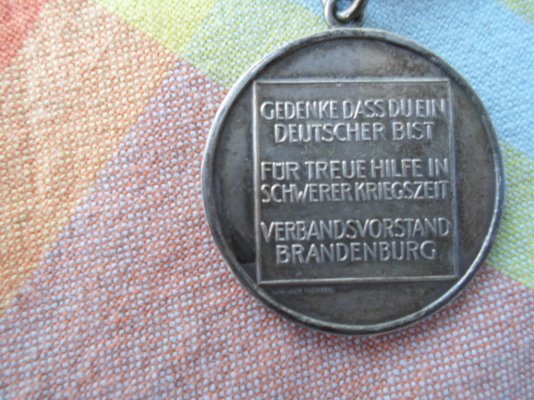 GEDENKE DASS DU EIN
DEUTSCHER BIST
FÜR TREUE HILFE IN
SCHWERER KRIEGSZEIT
VERBANDSVORSTAND
BRANDENBURG